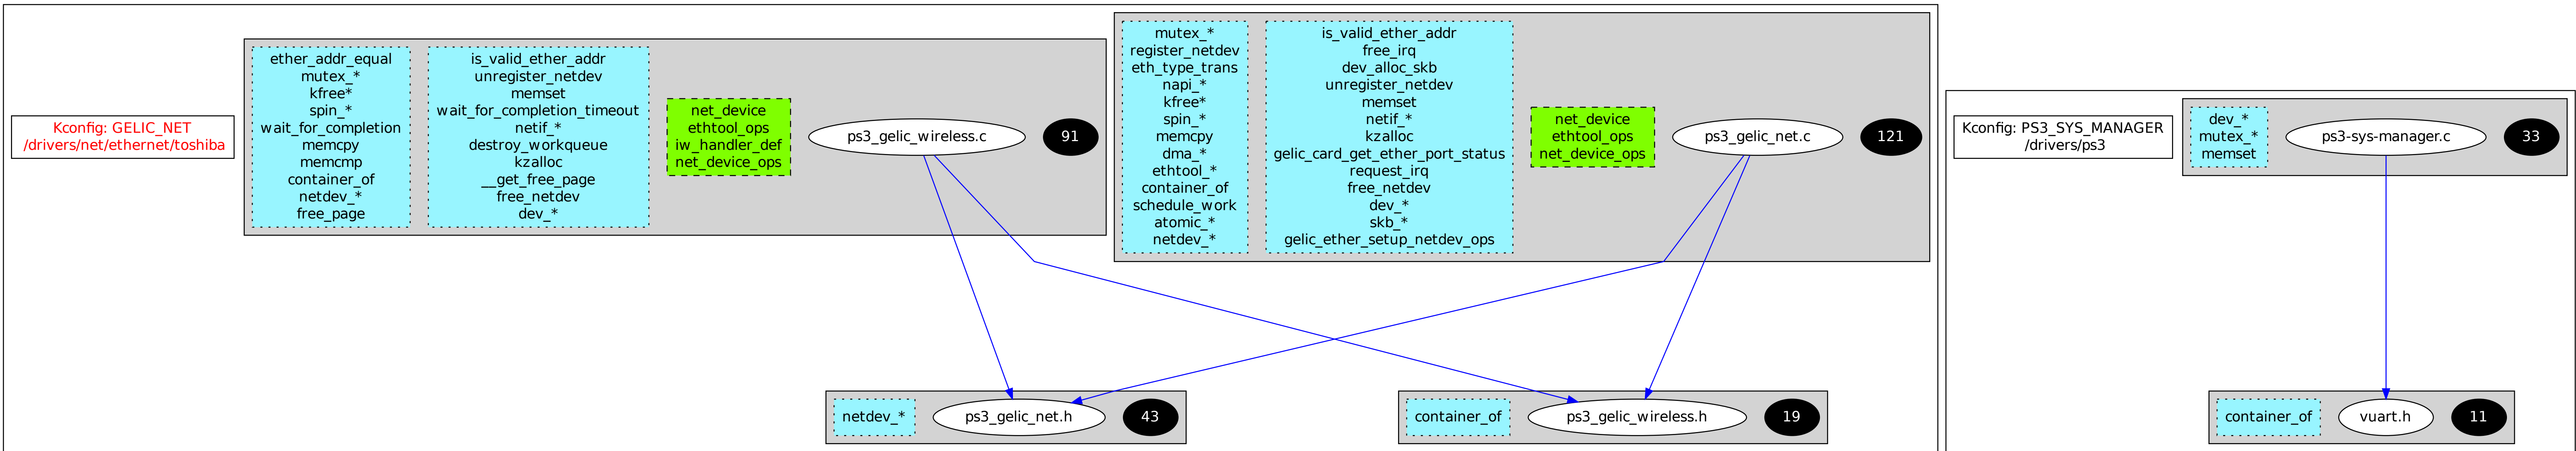 Kconfig: GELIC_NET
/drivers/net/ethernet/toshiba
ether_addr_equal
mutex_*
kfree*
spin_*
wait_for_completion
memcpy
memcmp
container_of
netdev_*
free_page
is_valid_ether_addr
unregister_netdev
memset
wait_for_completion_timeout
netif_*
destroy_workqueue
kzalloc
__get_free_page
free_netdev
dev_*
net_device
ethtool_ops
iw_handler_def
net_device_ops
ps3_gelic_wireless.c
91
mutex_*
register_netdev
eth_type_trans
napi_*
kfree*
spin_*
memcpy
dma_*
ethtool_*
container_of
schedule_work
atomic_*
netdev_*
is_valid_ether_addr
free_irq
dev_alloc_skb
unregister_netdev
memset
netif_*
kzalloc
gelic_card_get_ether_port_status
request_irq
free_netdev
dev_*
skb_*
gelic_ether_setup_netdev_ops
net_device
ethtool_ops
net_device_ops
ps3_gelic_net.c
121
netdev_*
ps3_gelic_net.h
43
container_of
ps3_gelic_wireless.h
19
Kconfig: PS3_SYS_MANAGER
/drivers/ps3
dev_*
mutex_*
memset
ps3-sys-manager.c
33
container_of
vuart.h
11